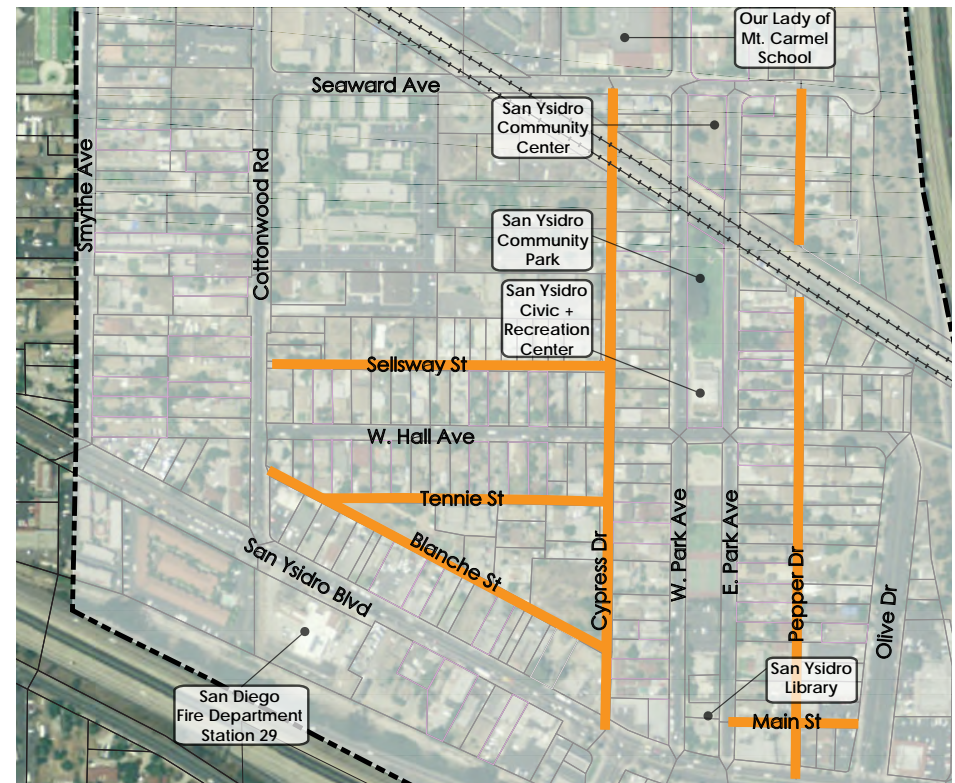 Our Lady of
Mt. Carmel
School
Seaward Ave
San Ysidro
Community
Center
Smythe Ave
Cottonwood Rd
San Ysidro
Community
Park
San Ysidro
Civic +
Recreation
Center
Sellsway St
W. Hall Ave
Tennie St
Blanche St
San Ysidro Blvd
Cypress Dr
W. Park Ave
E. Park Ave
Pepper Dr
Olive Dr
San Ysidro
Library
San Diego
Fire Department
Station 29
Main St